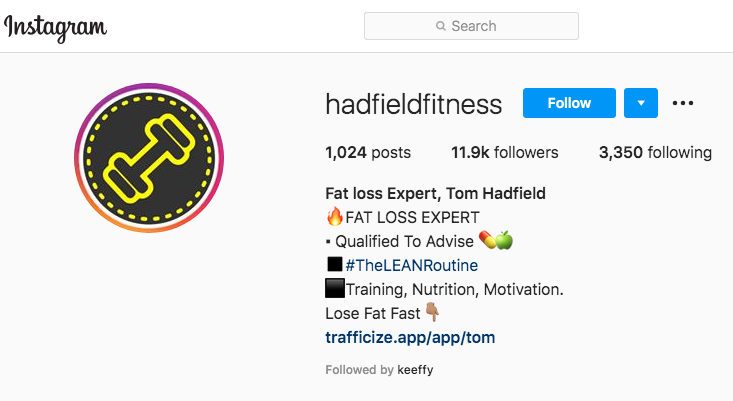 Instagram
Search
hadfieldfitness Follow
1,024 posts 11.9k followers 3,350 following
Fat loss Expert, Tom Hadfield
🔥FAT LOSS EXPERT
▪ Qualified To Advise 💊🍏
◼️#TheLEANRoutine
⬛Training, Nutrition, Motivation.
Lose Fat Fast 👇🏽
trafficize.app/app/tom
Followed by keeffy